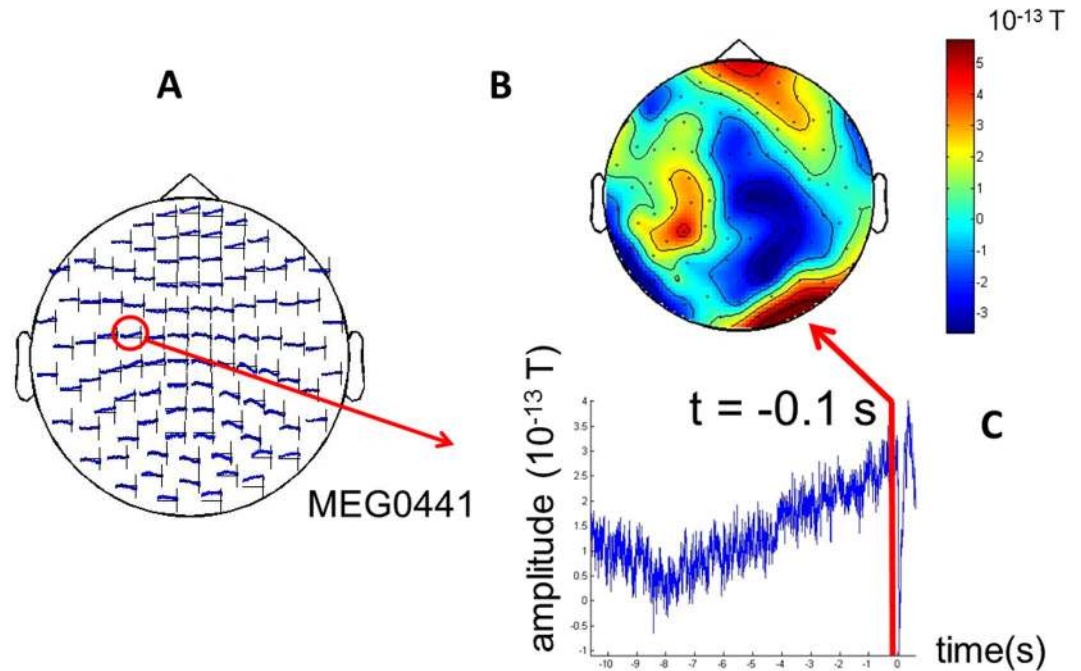 A
B
10⁻¹³ T
5
4
3
2
1
0
-1
-2
-3
MEG0441
t = -0.1 s
C
amplitude (10⁻¹³ T)
4
3.5
3
2.5
2
1.5
1
0.5
0
-0.5
-1
-10 -9 -8 -7 -6 -5 -4 -3 -2 -1 0
time(s)